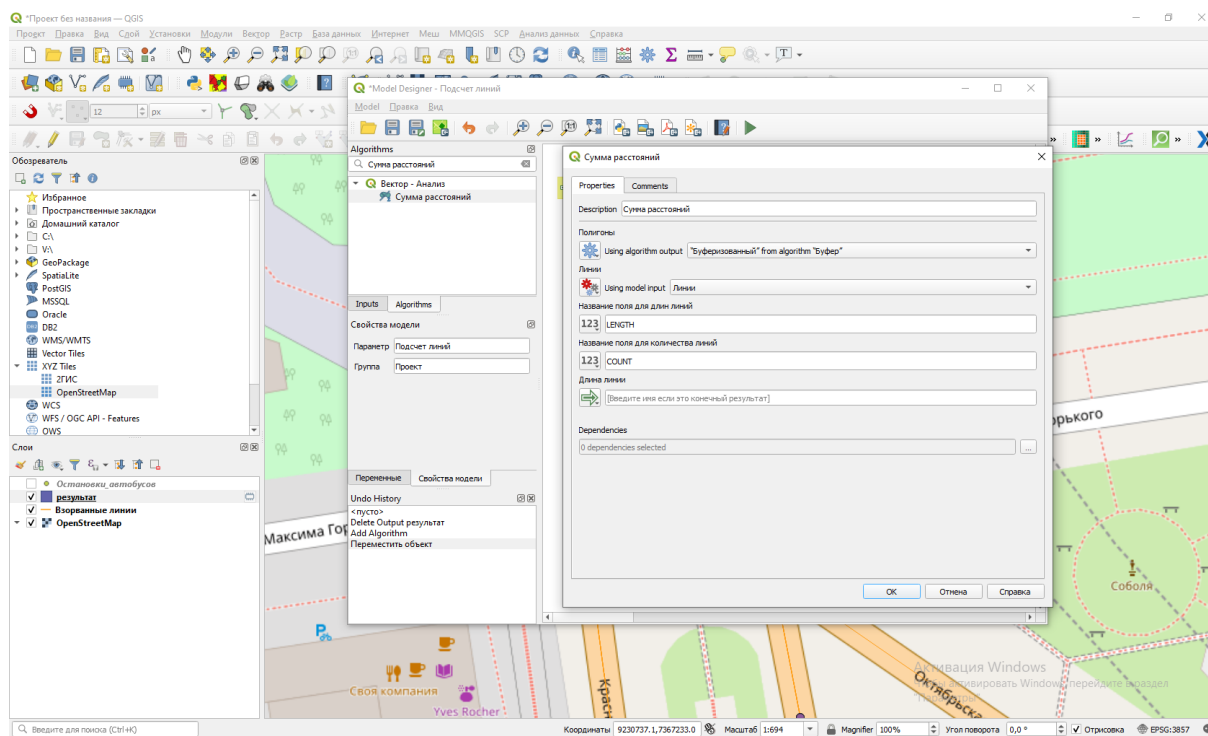 *Проект без названия — QGIS
Проект Правка Вид Слой Установки Модули Вектор Растр База данных Интернет Меш MMQGIS SCP Анализ данных Справка
12
px
*Model Designer - Подсчет линий
Model Правка Вид
Algorithms
Сумма расстояний
Вектор - Анализ
Сумма расстояний
Inputs
Algorithms
Свойства модели
Параметр
Подсчет линий
Группа
Проект
Переменные
Свойства модели
Undo History
<пусто>
Delete Output результат
Add Algorithm
Переместить объект
Обозреватель
Избранное
Пространственные закладки
Домашний каталог
C:\
V:\
GeoPackage
SpatiaLite
PostGIS
MSSQL
Oracle
DB2
WMS/WMTS
Vector Tiles
XYZ Tiles
2ГИС
OpenStreetMap
WCS
WFS / OGC API - Features
OWS
Слои
Остановки_автобусов
результат
Взорванные линии
OpenStreetMap
Сумма расстояний
Properties
Comments
Description
Сумма расстояний
Полигоны
Using algorithm output
"Буферизованный" from algorithm "Буфер"
Линии
Using model input
Линии
Название поля для длин линий
123
LENGTH
Название поля для количества линий
123
COUNT
Длина линии
[Введите имя если это конечный результат]
Dependencies
0 dependencies selected
...
OK
Отмена
Справка
Максима Гор
орького
Соболя
Своя компания
Yves Rocher
Красн
Октябрьска
Активация Windows
Введите для поиска (Ctrl+K)
Координаты
9230737.1,7367233.0
Масштаб
1:694
Magnifier
100%
Угол поворота
0,0 °
Отрисовка
EPSG:3857